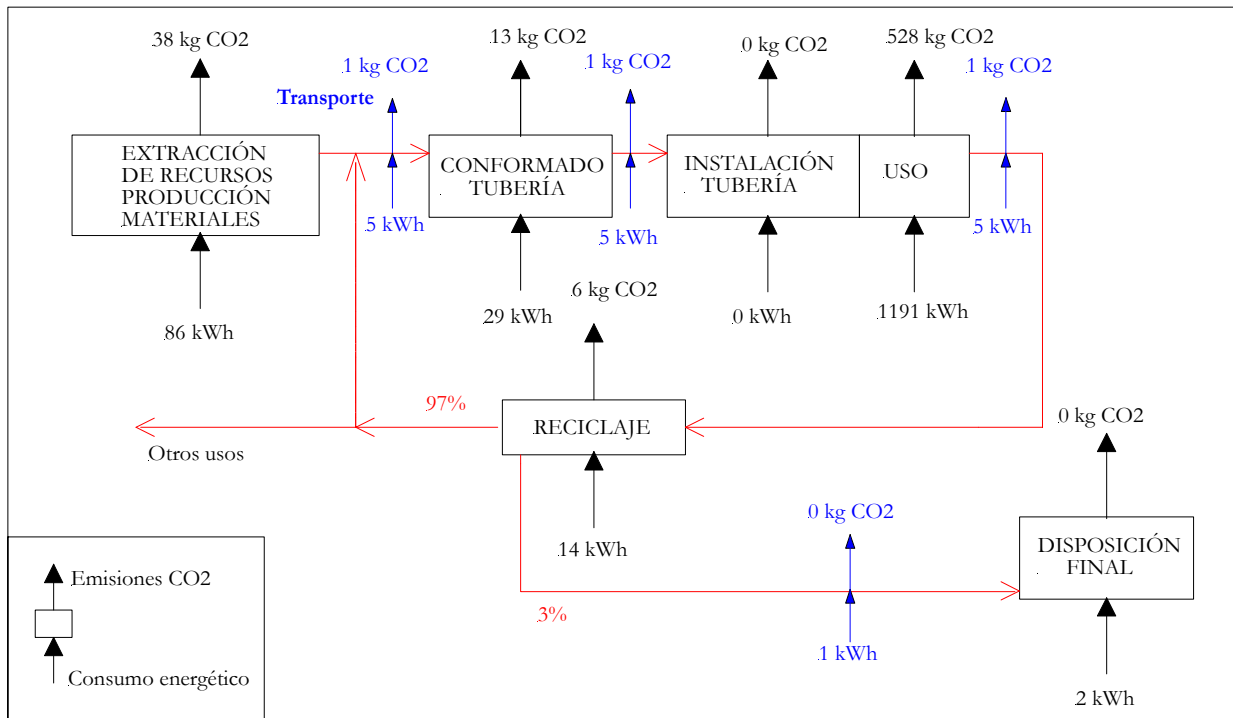 38 kg CO2
13 kg CO2
0 kg CO2
528 kg CO2
1 kg CO2
1 kg CO2
1 kg CO2
Transporte
EXTRACCIÓN
DE RECURSOS
PRODUCCIÓN
MATERIALES
CONFORMADO
TUBERÍA
INSTALACIÓN
TUBERÍA
USO
5 kWh
5 kWh
5 kWh
86 kWh
29 kWh
0 kWh
1191 kWh
6 kg CO2
97%
RECICLAJE
Otros usos
0 kg CO2
14 kWh
0 kg CO2
DISPOSICIÓN
FINAL
3%
1 kWh
2 kWh
Emisiones CO2
Consumo energético